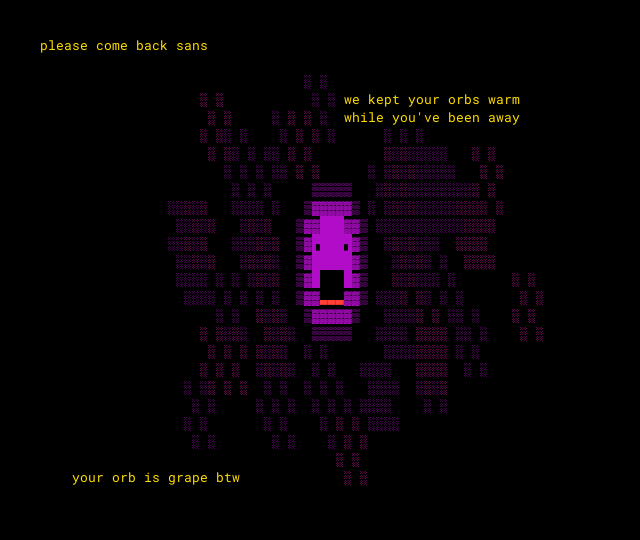 please come back sans
we kept your orbs warm
while you've been away
your orb is grape btw